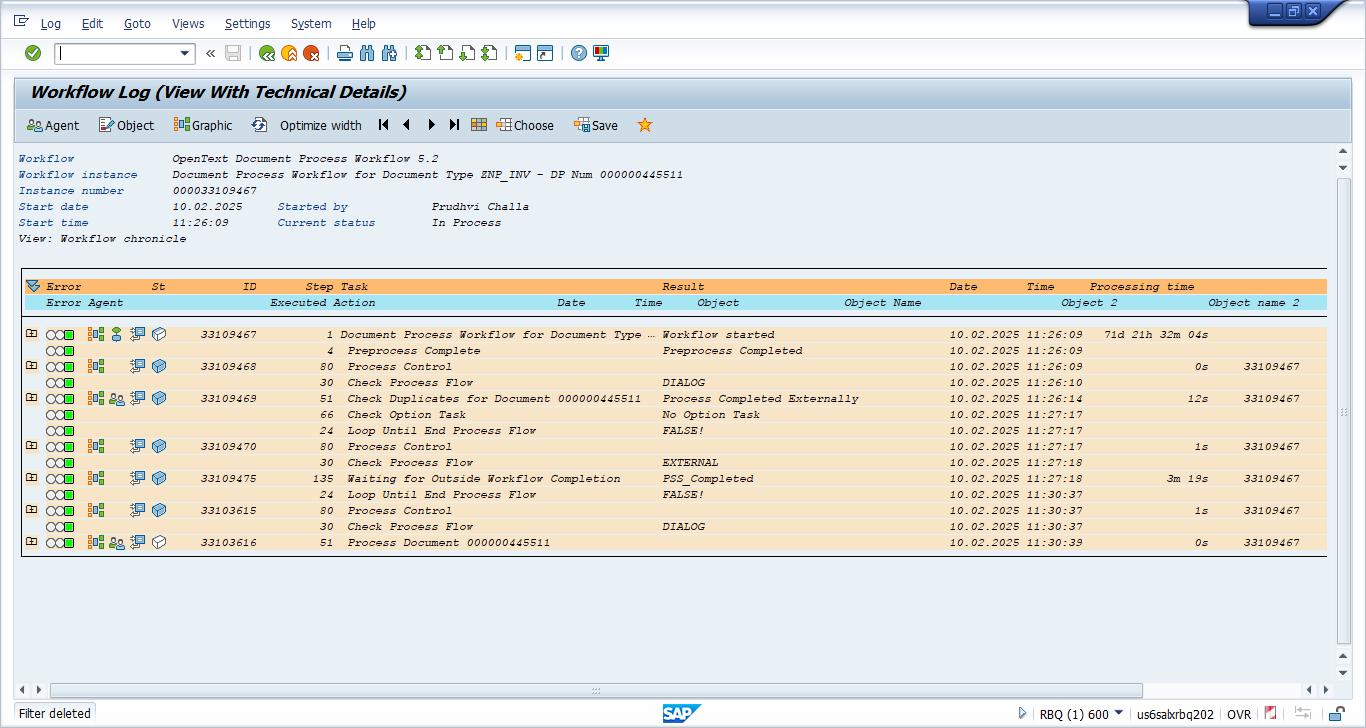 Log Edit Goto Views Settings System Help
Workflow Log (View With Technical Details)
Agent Object Graphic Optimize width Choose Save
Workflow OpenText Document Process Workflow 5.2
Workflow instance Document Process Workflow for Document Type ZNP_INV - DP Num 000000445511
Instance number 000033109467
Start date 10.02.2025 Started by Prudhvi Challa
Start time 11:26:09 Current status In Process
View: Workflow chronicle
Error St ID Step Task Result Date Time Processing time
Error Agent Executed Action Date Time Object Object Name Object 2 Object name 2
33109467 1 Document Process Workflow for Document Type … Workflow started 10.02.2025 11:26:09 71d 21h 32m 04s
4 Preprocess Complete Preprocess Completed 10.02.2025 11:26:09
33109468 80 Process Control 10.02.2025 11:26:09 0s 33109467
30 Check Process Flow DIALOG 10.02.2025 11:26:10
33109469 51 Check Duplicates for Document 000000445511 Process Completed Externally 10.02.2025 11:26:14 12s 33109467
66 Check Option Task No Option Task 10.02.2025 11:27:17
24 Loop Until End Process Flow FALSE! 10.02.2025 11:27:17
33109470 80 Process Control 10.02.2025 11:27:17 1s 33109467
30 Check Process Flow EXTERNAL 10.02.2025 11:27:18
33109475 135 Waiting for Outside Workflow Completion PSS_Completed 10.02.2025 11:27:18 3m 19s 33109467
24 Loop Until End Process Flow FALSE! 10.02.2025 11:30:37
33103615 80 Process Control 10.02.2025 11:30:37 1s 33109467
30 Check Process Flow DIALOG 10.02.2025 11:30:37
33103616 51 Process Document 000000445511 10.02.2025 11:30:39 0s 33109467
Filter deleted SAP RBQ (1) 600 us6salxrbq202 OVR